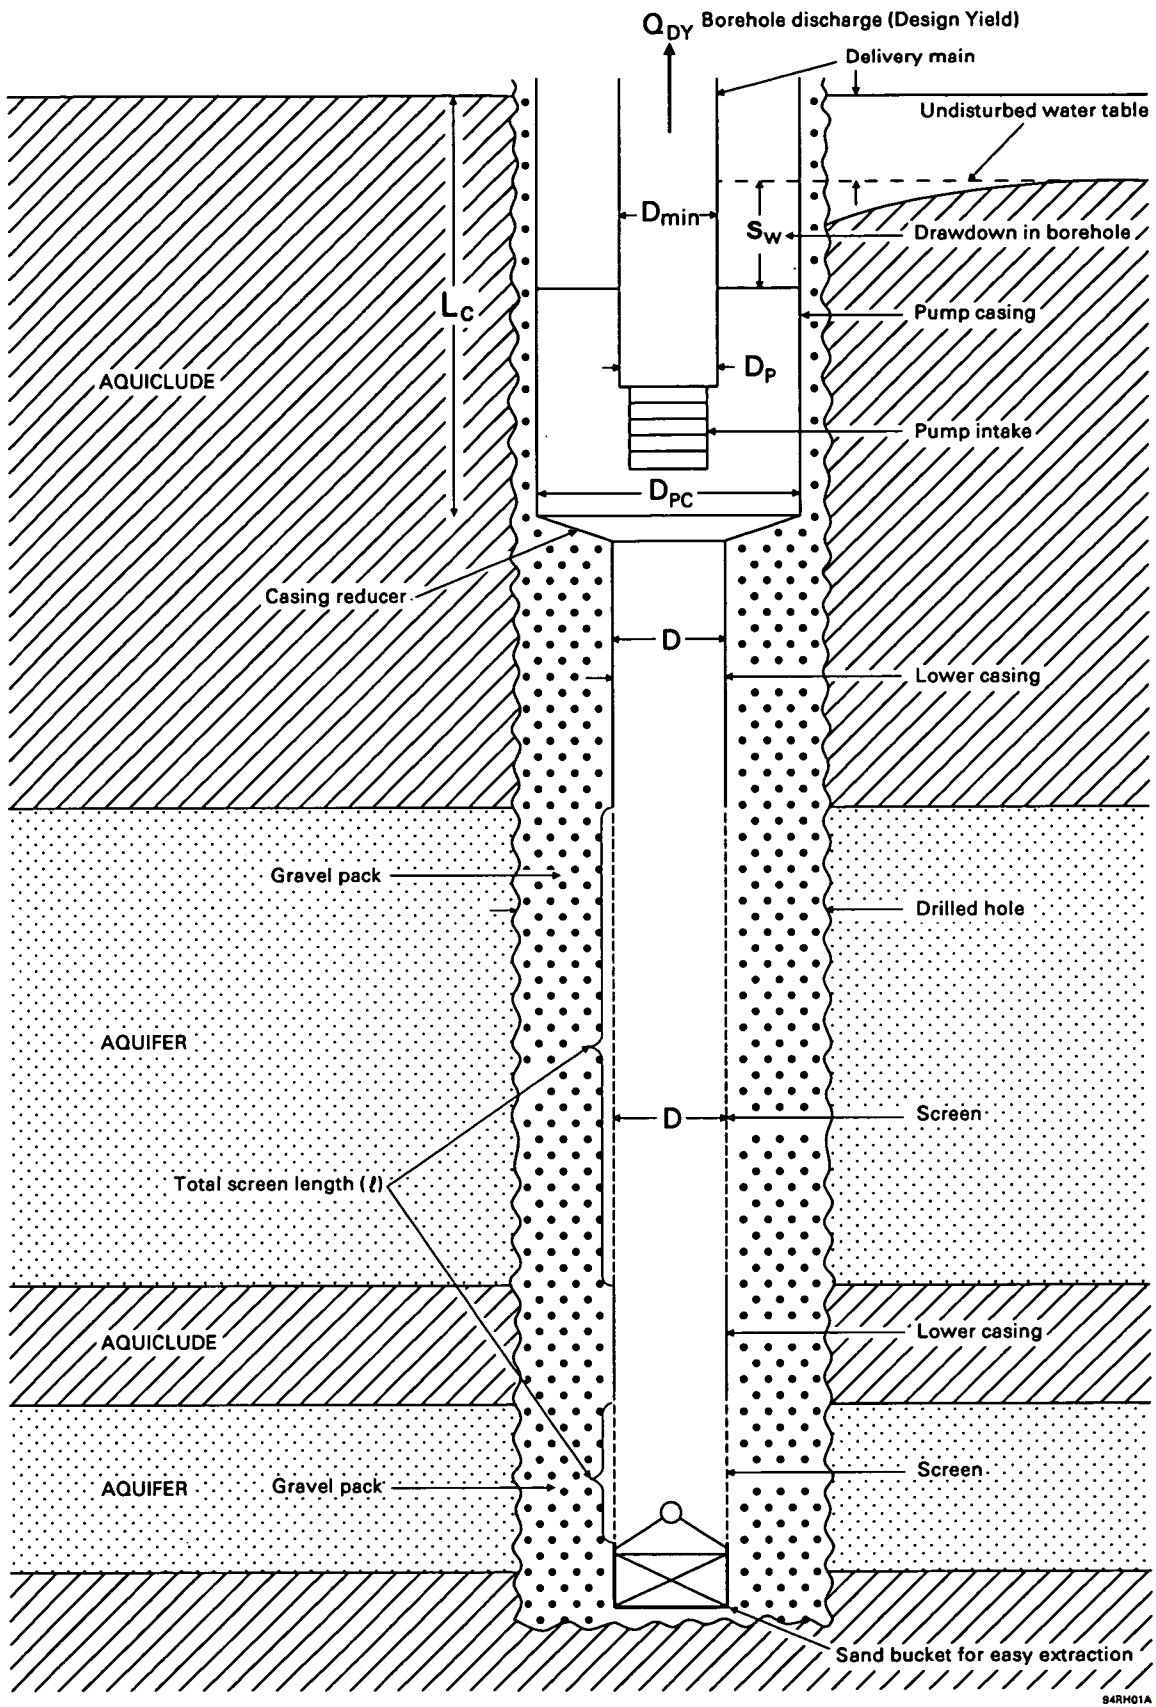 Q_DY Borehole discharge (Design Yield)
Delivery main
Undisturbed water table
D_min
S_W
Drawdown in borehole
L_C
Pump casing
D_P
AQUICLUDE
Pump intake
D_PC
Casing reducer
D
Lower casing
Gravel pack
Drilled hole
AQUIFER
D
Screen
Total screen length (ℓ)
AQUICLUDE
Lower casing
Screen
AQUIFER
Gravel pack
Sand bucket for easy extraction
94RH01A